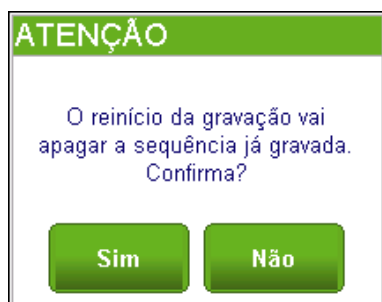 ATENÇÃO
O reinício da gravação vai
apagar a sequência já gravada.
Confirma?
Sim
Não